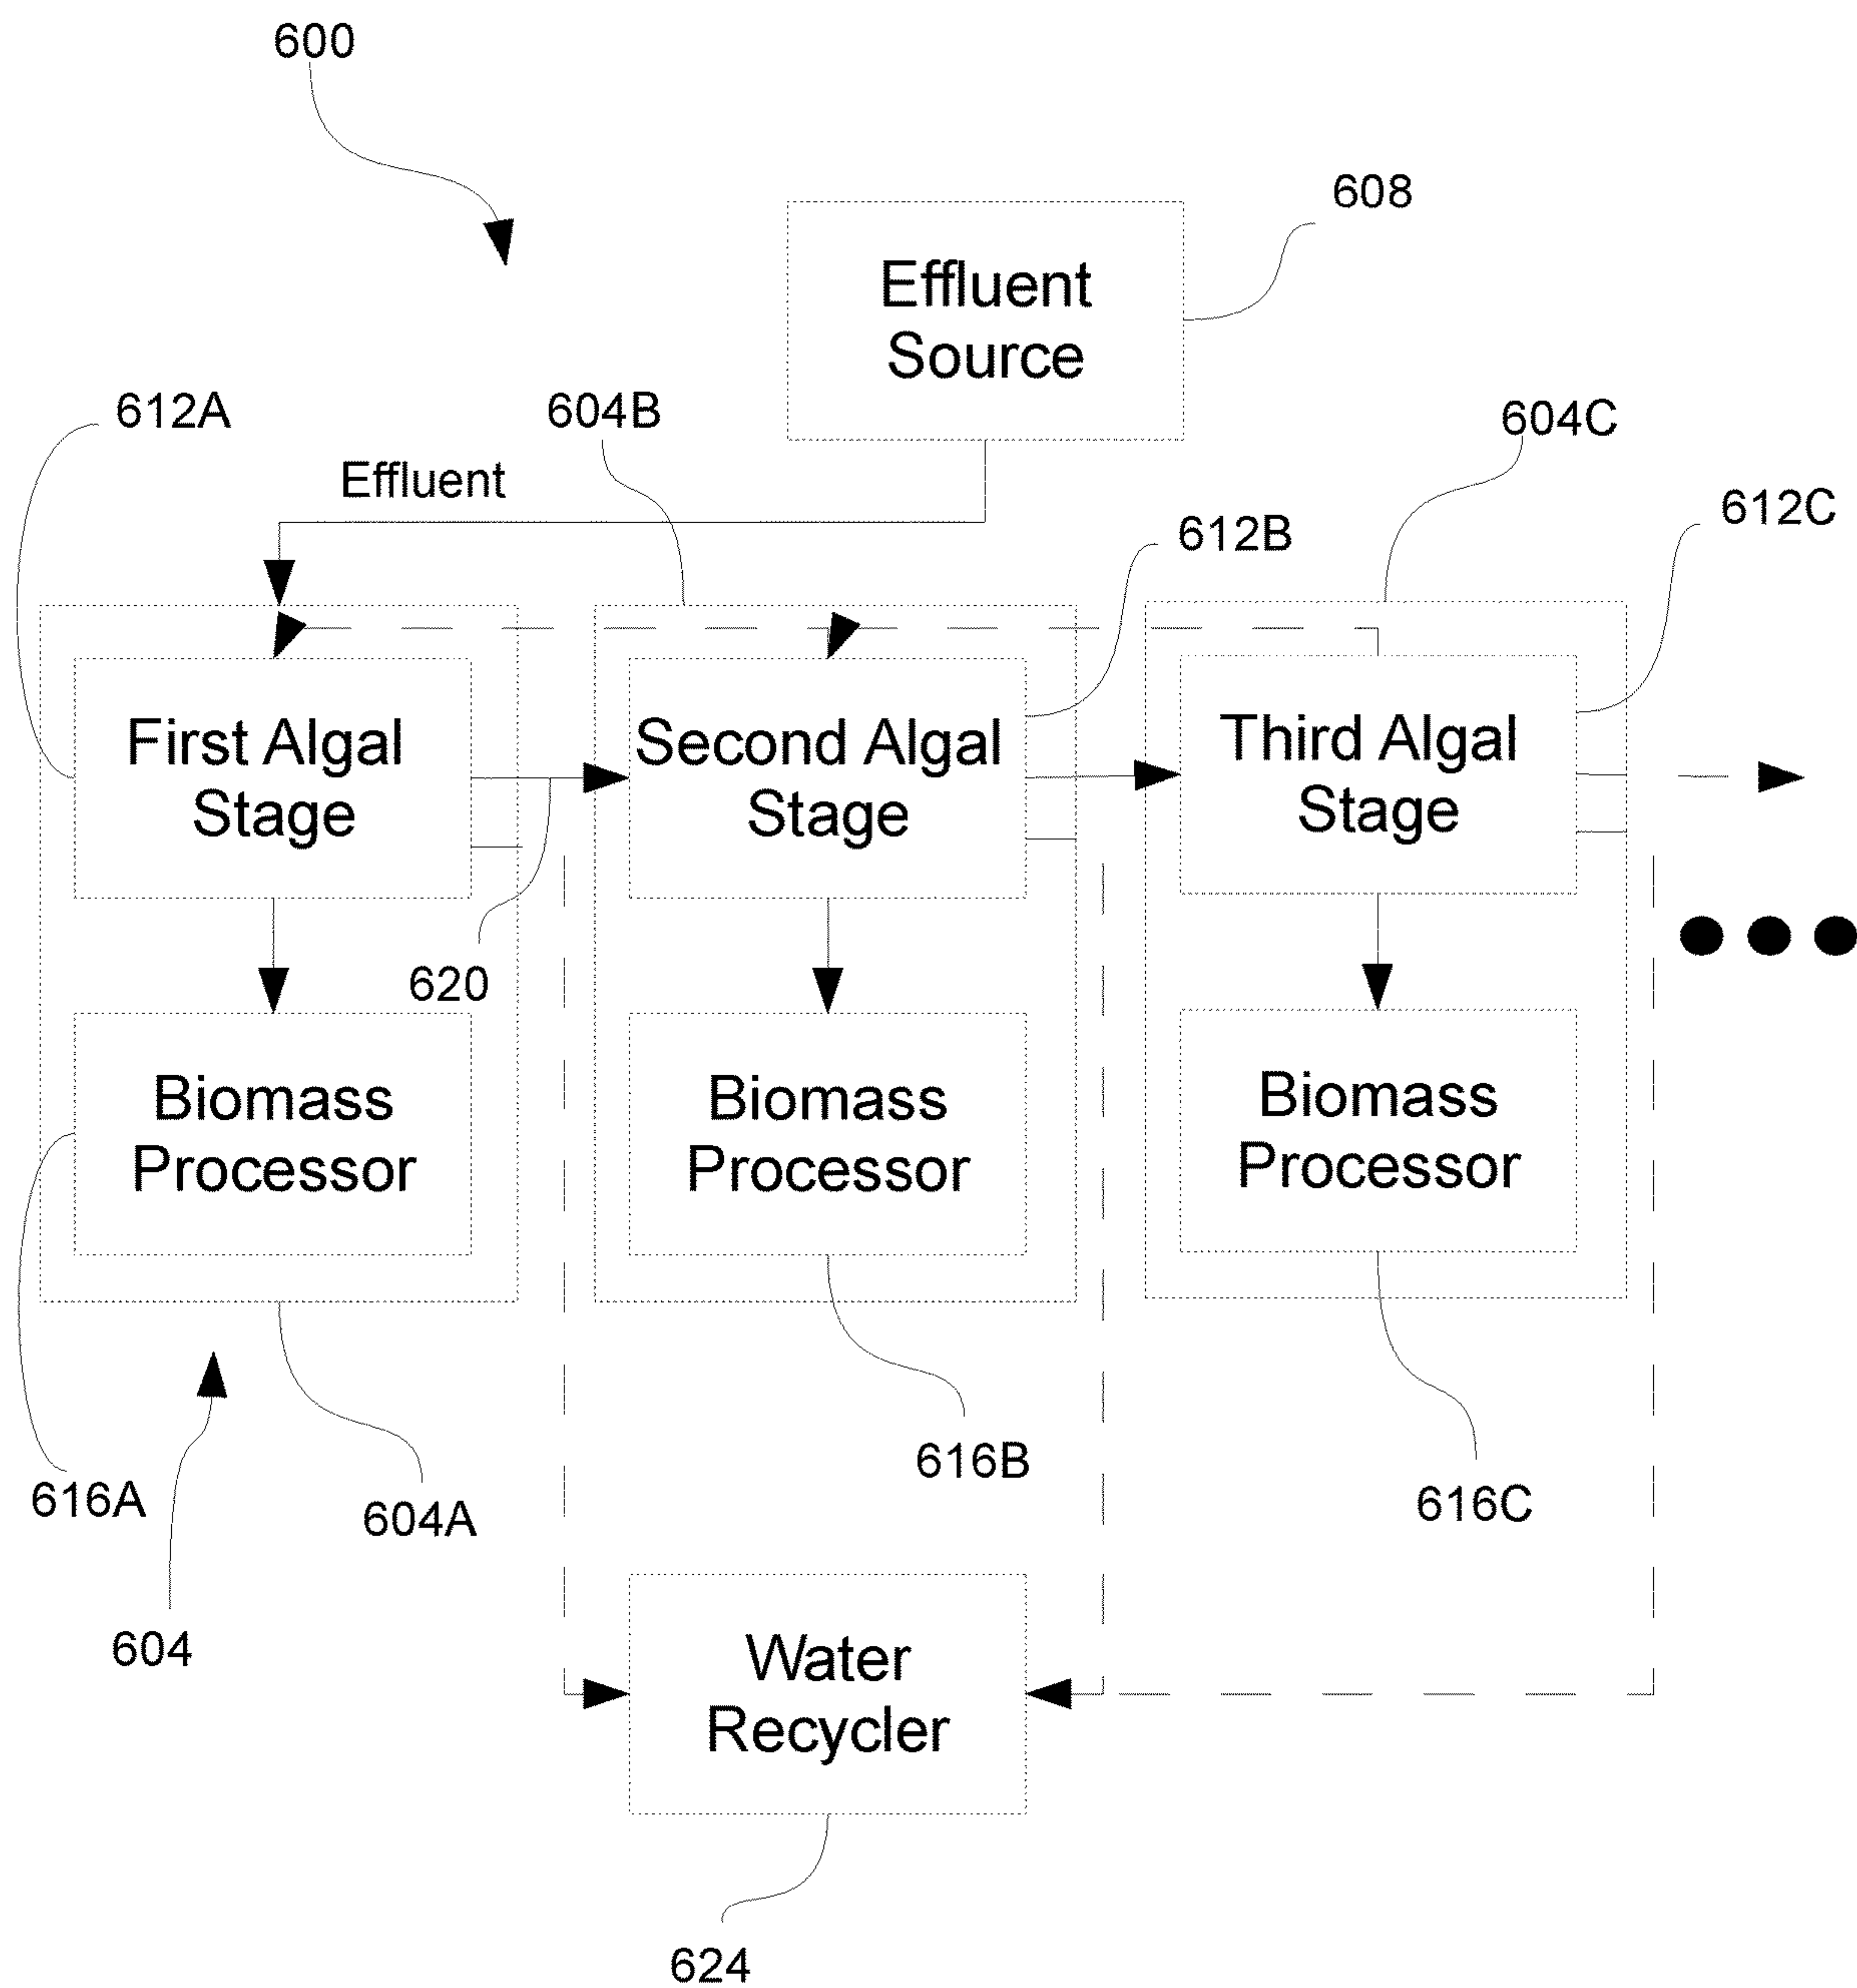 600
608
Effluent
Source
612A
604B
604C
Effluent
612B
612C
First Algal
Stage
Second Algal
Stage
Third Algal
Stage
620
Biomass
Processor
Biomass
Processor
Biomass
Processor
616A
604A
616B
616C
604
Water
Recycler
624